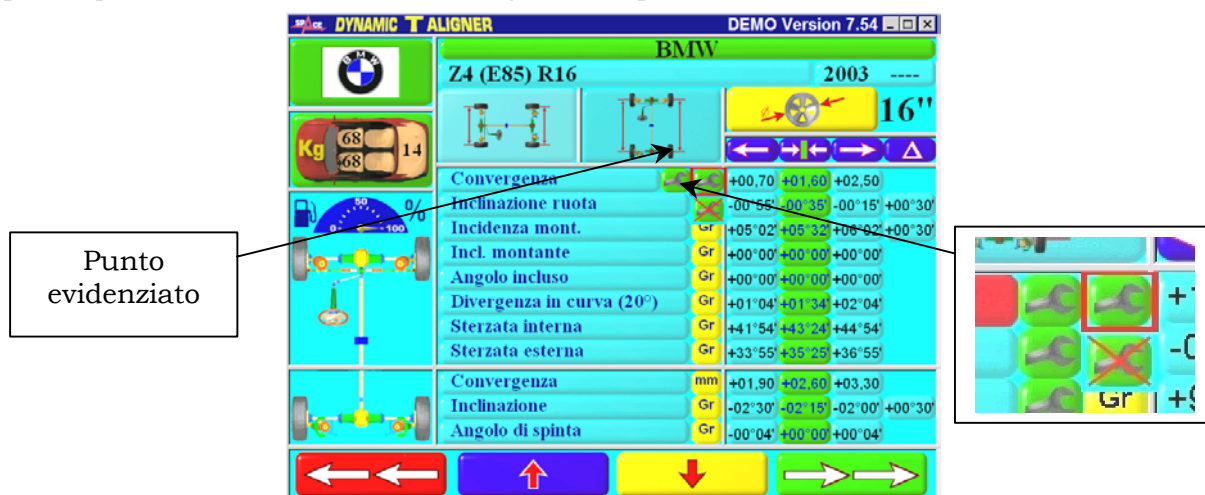 SPACE DYNAMIC T ALIGNER DEMO Version 7.54
BMW
BMW
Z4 (E85) R16 2003 ----
16''
Kg 68 68 14
Convergenza +00,70 +01,60 +02,50
Inclinazione ruota -00°55' -00°35' -00°15' +00°30'
50 % 0 100
Incidenza mont. Gr +05°02' +05°32' +06°02' +00°30'
Incl. montante Gr +00°00' +00°00' +00°00'
Angolo incluso Gr +00°00' +00°00' +00°00'
Divergenza in curva (20°) Gr +01°04' +01°34' +02°04'
Sterzata interna Gr +41°54' +43°24' +44°54'
Sterzata esterna Gr +33°55' +35°25' +36°55'
Convergenza mm +01,90 +02,60 +03,30
Inclinazione Gr -02°30' -02°15' -02°00' +00°30'
Angolo di spinta Gr -00°04' +00°00' +00°04'
Punto
evidenziato
Gr